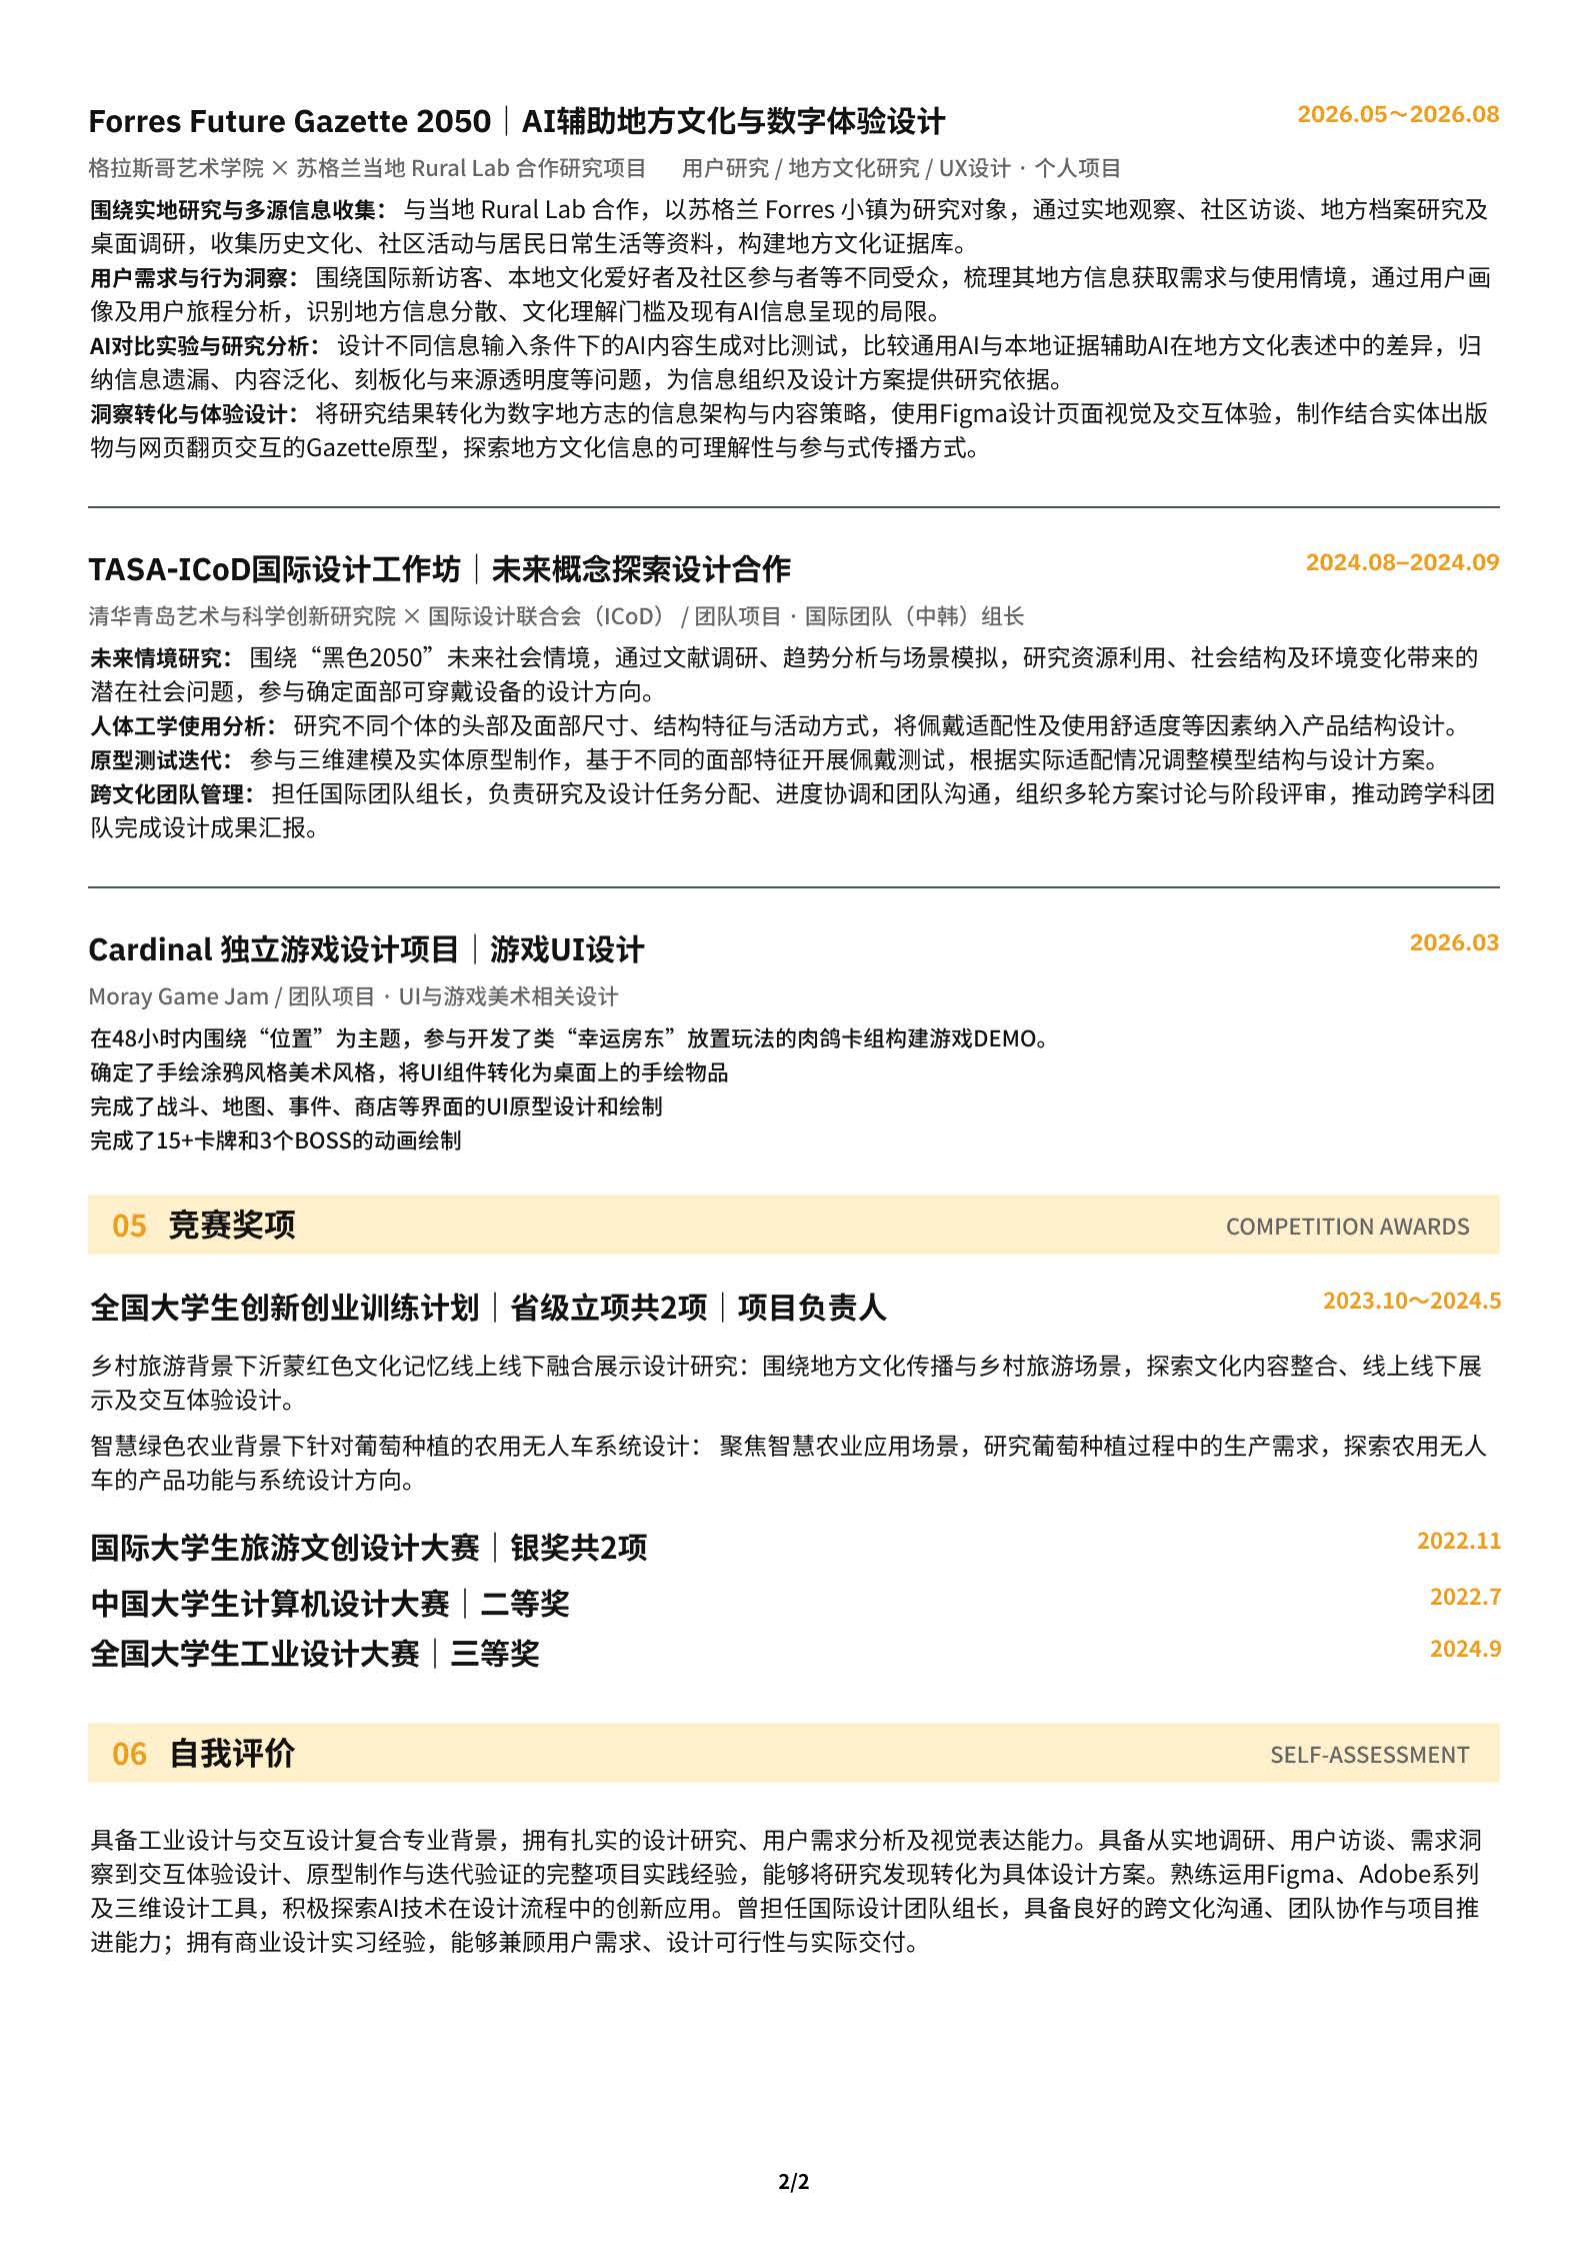 Forres Future Gazette 2050｜AI辅助地方文化与数字体验设计 2026.05～2026.08
格拉斯哥艺术学院 × 苏格兰当地 Rural Lab 合作研究项目 用户研究 / 地方文化研究 / UX设计 · 个人项目
围绕实地研究与多源信息收集： 与当地 Rural Lab 合作，以苏格兰 Forres 小镇为研究对象，通过实地观察、社区访谈、地方档案研究及
桌面调研，收集历史文化、社区活动与居民日常生活等资料，构建地方文化证据库。
用户需求与行为洞察： 围绕国际新访客、本地文化爱好者及社区参与者等不同受众，梳理其地方信息获取需求与使用情境，通过用户画
像及用户旅程分析，识别地方信息分散、文化理解门槛及现有AI信息呈现的局限。
AI对比实验与研究分析： 设计不同信息输入条件下的AI内容生成对比测试，比较通用AI与本地证据辅助AI在地方文化表述中的差异，归
纳信息遗漏、内容泛化、刻板化与来源透明度等问题，为信息组织及设计方案提供研究依据。
洞察转化与体验设计： 将研究结果转化为数字地方志的信息架构与内容策略，使用Figma设计页面视觉及交互体验，制作结合实体出版
物与网页翻页交互的Gazette原型，探索地方文化信息的可理解性与参与式传播方式。
TASA-ICoD国际设计工作坊｜未来概念探索设计合作 2024.08–2024.09
清华青岛艺术与科学创新研究院 × 国际设计联合会（ICoD） / 团队项目 · 国际团队（中韩）组长
未来情境研究： 围绕“黑色2050”未来社会情境，通过文献调研、趋势分析与场景模拟，研究资源利用、社会结构及环境变化带来的
潜在社会问题，参与确定面部可穿戴设备的设计方向。
人体工学使用分析： 研究不同个体的头部及面部尺寸、结构特征与活动方式，将佩戴适配性及使用舒适度等因素纳入产品结构设计。
原型测试迭代： 参与三维建模及实体原型制作，基于不同的面部特征开展佩戴测试，根据实际适配情况调整模型结构与设计方案。
跨文化团队管理： 担任国际团队组长，负责研究及设计任务分配、进度协调和团队沟通，组织多轮方案讨论与阶段评审，推动跨学科团
队完成设计成果汇报。
Cardinal 独立游戏设计项目｜游戏UI设计 2026.03
Moray Game Jam / 团队项目 · UI与游戏美术相关设计
在48小时内围绕“位置”为主题，参与开发了类“幸运房东”放置玩法的肉鸽卡组构建游戏DEMO。
确定了手绘涂鸦风格美术风格，将UI组件转化为桌面上的手绘物品
完成了战斗、地图、事件、商店等界面的UI原型设计和绘制
完成了15+卡牌和3个BOSS的动画绘制
05 竞赛奖项 COMPETITION AWARDS
全国大学生创新创业训练计划｜省级立项共2项｜项目负责人 2023.10～2024.5
乡村旅游背景下沂蒙红色文化记忆线上线下融合展示设计研究：围绕地方文化传播与乡村旅游场景，探索文化内容整合、线上线下展
示及交互体验设计。
智慧绿色农业背景下针对葡萄种植的农用无人车系统设计： 聚焦智慧农业应用场景，研究葡萄种植过程中的生产需求，探索农用无人
车的产品功能与系统设计方向。
国际大学生旅游文创设计大赛｜银奖共2项 2022.11
中国大学生计算机设计大赛｜二等奖 2022.7
全国大学生工业设计大赛｜三等奖 2024.9
06 自我评价 SELF-ASSESSMENT
具备工业设计与交互设计复合专业背景，拥有扎实的设计研究、用户需求分析及视觉表达能力。具备从实地调研、用户访谈、需求洞
察到交互体验设计、原型制作与迭代验证的完整项目实践经验，能够将研究发现转化为具体设计方案。熟练运用Figma、Adobe系列
及三维设计工具，积极探索AI技术在设计流程中的创新应用。曾担任国际设计团队组长，具备良好的跨文化沟通、团队协作与项目推
进能力；拥有商业设计实习经验，能够兼顾用户需求、设计可行性与实际交付。
2/2